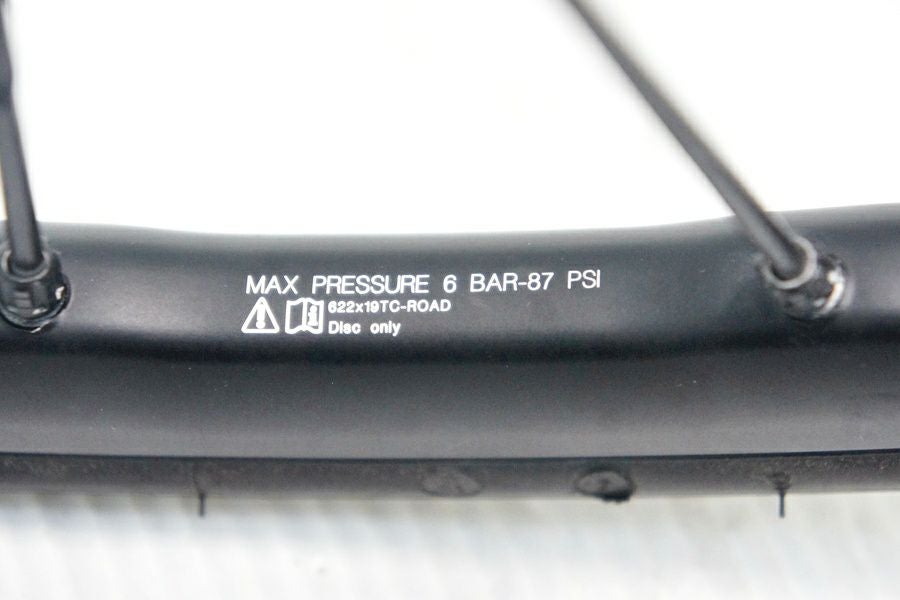 MAX PRESSURE 6 BAR-87 PSI
622x19TC-ROAD
Disc only